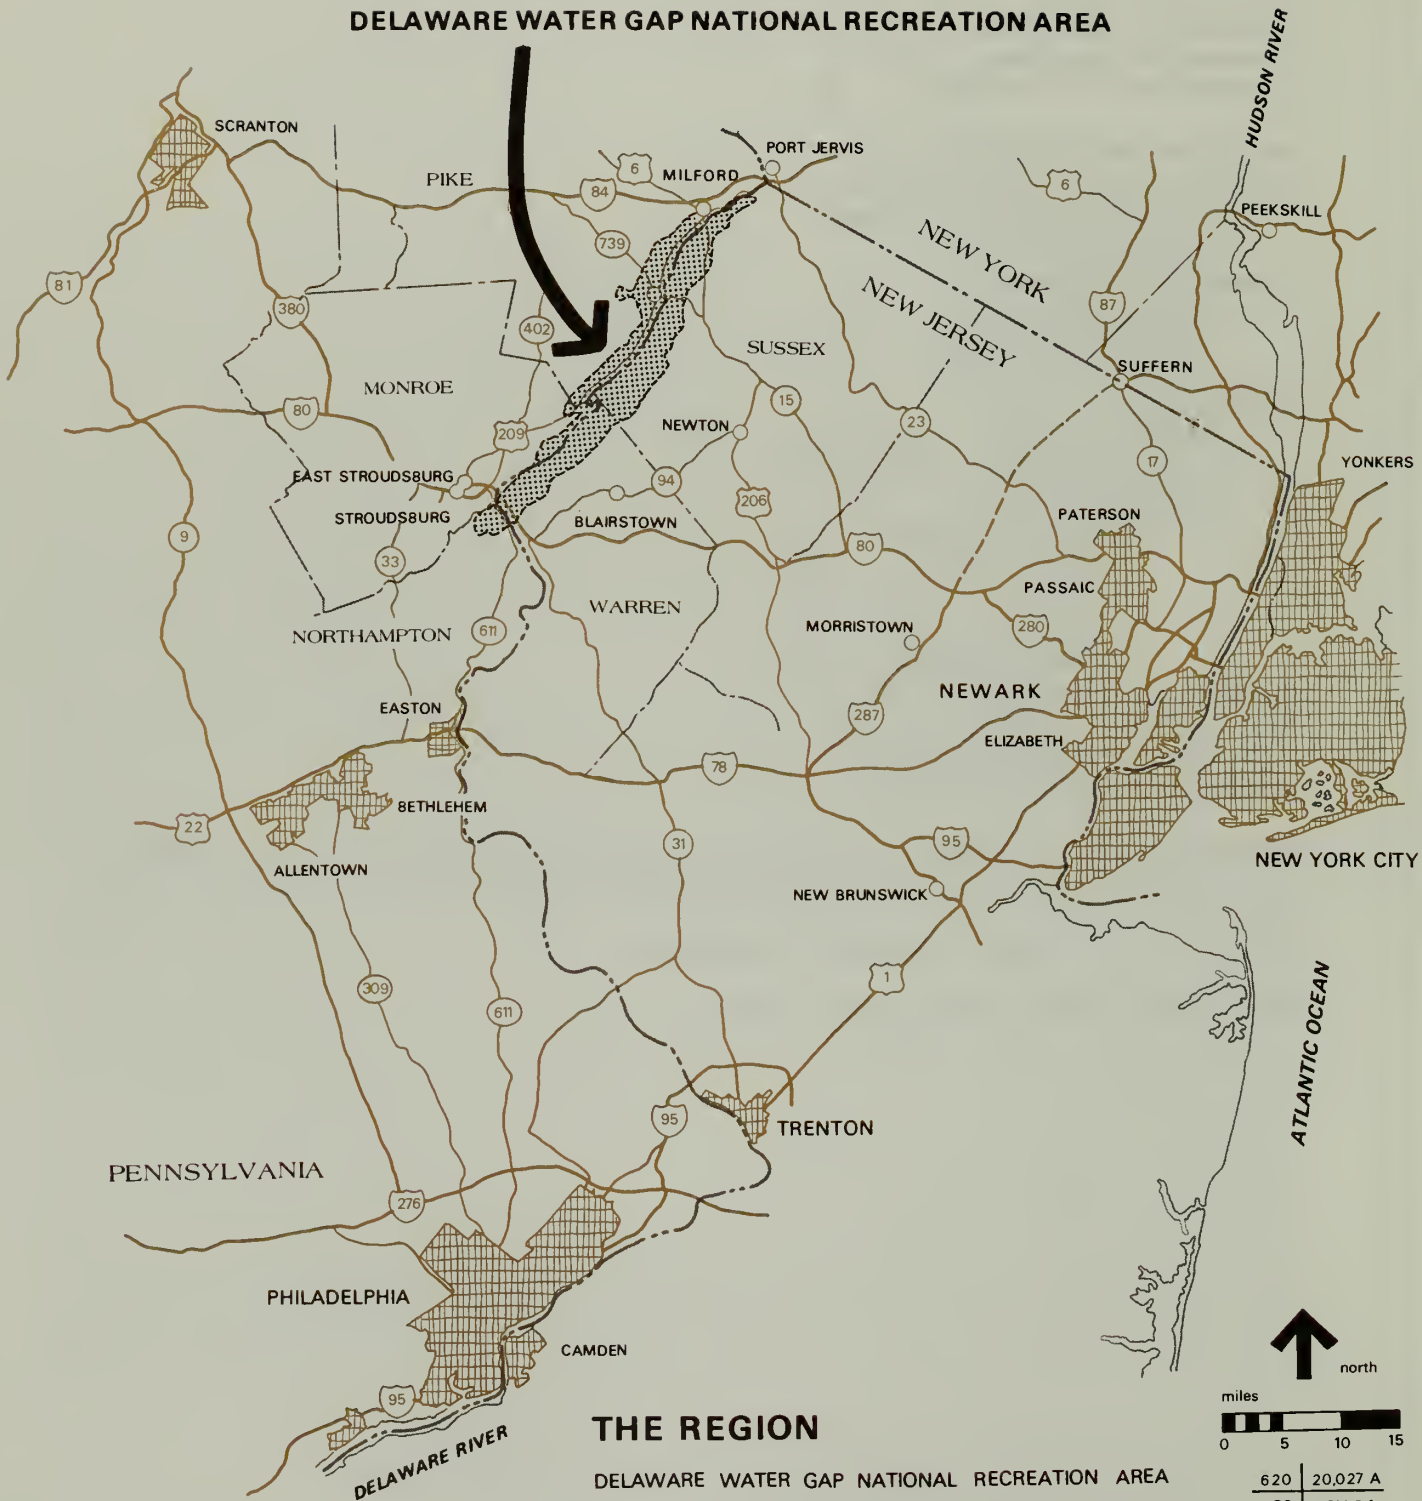 DELAWARE WATER GAP NATIONAL RECREATION AREA
HUDSON RIVER
SCRANTON
PORT JERVIS
6
MILFORD
PIKE
84
6
PEEKSKILL
739
NEW YORK
81
380
87
402
NEW JERSEY
SUSSEX
SUFFERN
MONROE
80
15
209
NEWTON
23
17
YONKERS
EAST STROUDSBURG
94
206
STROUDSBURG
BLAIRSTOWN
PATERSON
9
33
80
PASSAIC
WARREN
NORTHAMPTON
611
MORRISTOWN
280
NEWARK
EASTON
287
ELIZABETH
78
BETHLEHEM
22
31
95
ALLENTOWN
NEW YORK CITY
NEW BRUNSWICK
1
309
611
ATLANTIC OCEAN
95
TRENTON
PENNSYLVANIA
276
PHILADELPHIA
CAMDEN
north
95
miles
0 5 10 15
THE REGION
DELAWARE RIVER
DELAWARE WATER GAP NATIONAL RECREATION AREA
620 20,027 A